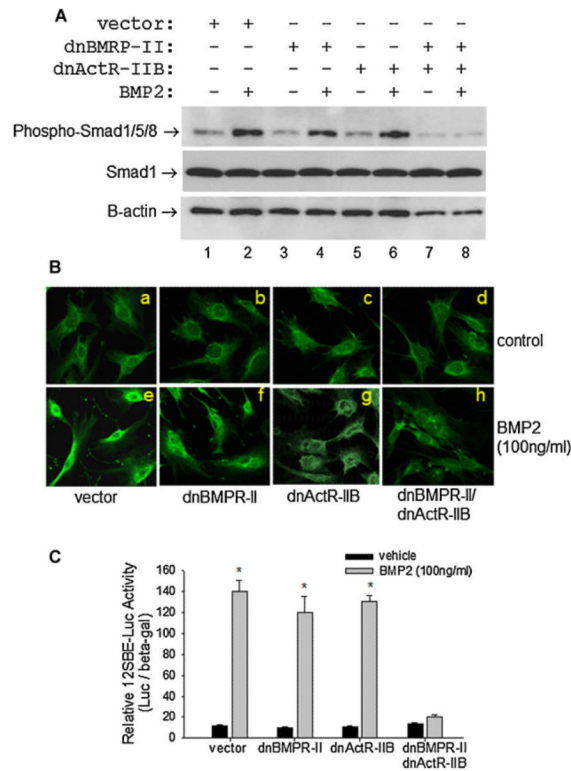 A
vector: + + - - - - - -
dnBMRP-II: - - + + - - + +
dnActR-IIB: - - - - + + + +
BMP2: - + - + - + - +
Phospho-Smad1/5/8 →
Smad1 →
B-actin →
1 2 3 4 5 6 7 8
B
a b c d
control
e f g h
BMP2
(100ng/ml)
vector dnBMPR-II dnActR-IIB dnBMPR-II/
dnActR-IIB
C
vehicle
BMP2 (100ng/ml)
Relative 12SBE-Luc Activity
(Luc / beta-gal)
160
140
120
100
80
60
40
20
0
* * *
vector dnBMPR-II dnActR-IIB dnBMPR-II
dnActR-IIB